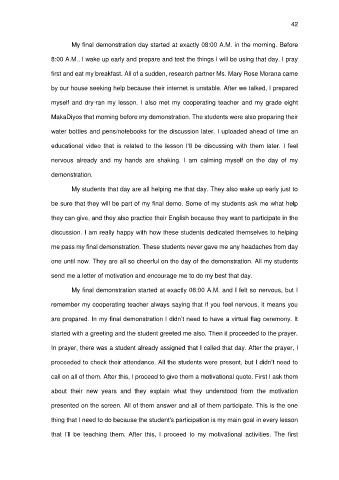 42
My final demonstration day started at exactly 08:00 A.M. in the morning. Before
8:00 A.M., I wake up early and prepare and test the things I will be using that day. I pray
first and eat my breakfast. All of a sudden, research partner Ms. Mary Rose Morana came
by our house seeking help because their internet is unstable. After we talked, I prepared
myself and dry-ran my lesson. I also met my cooperating teacher and my grade eight
MakaDiyos that morning before my demonstration. The students were also preparing their
water bottles and pens/notebooks for the discussion later. I uploaded ahead of time an
educational video that is related to the lesson I'll be discussing with them later. I feel
nervous already and my hands are shaking. I am calming myself on the day of my
demonstration.
My students that day are all helping me that day. They also wake up early just to
be sure that they will be part of my final demo. Some of my students ask me what help
they can give, and they also practice their English because they want to participate in the
discussion. I am really happy with how these students dedicated themselves to helping
me pass my final demonstration. These students never gave me any headaches from day
one until now. They are all so cheerful on the day of the demonstration. All my students
send me a letter of motivation and encourage me to do my best that day.
My final demonstration started at exactly 08:00 A.M. and I felt so nervous, but I
remember my cooperating teacher always saying that if you feel nervous, it means you
are prepared. In my final demonstration I didn't need to have a virtual flag ceremony. It
started with a greeting and the student greeted me also. Then it proceeded to the prayer.
In prayer, there was a student already assigned that I called that day. After the prayer, I
proceeded to check their attendance. All the students were present, but I didn't need to
call on all of them. After this, I proceed to give them a motivational quote. First I ask them
about their new years and they explain what they understood from the motivation
presented on the screen. All of them answer and all of them participate. This is the one
thing that I need to do because the student's participation is my main goal in every lesson
that I'll be teaching them. After this, I proceed to my motivational activities. The first